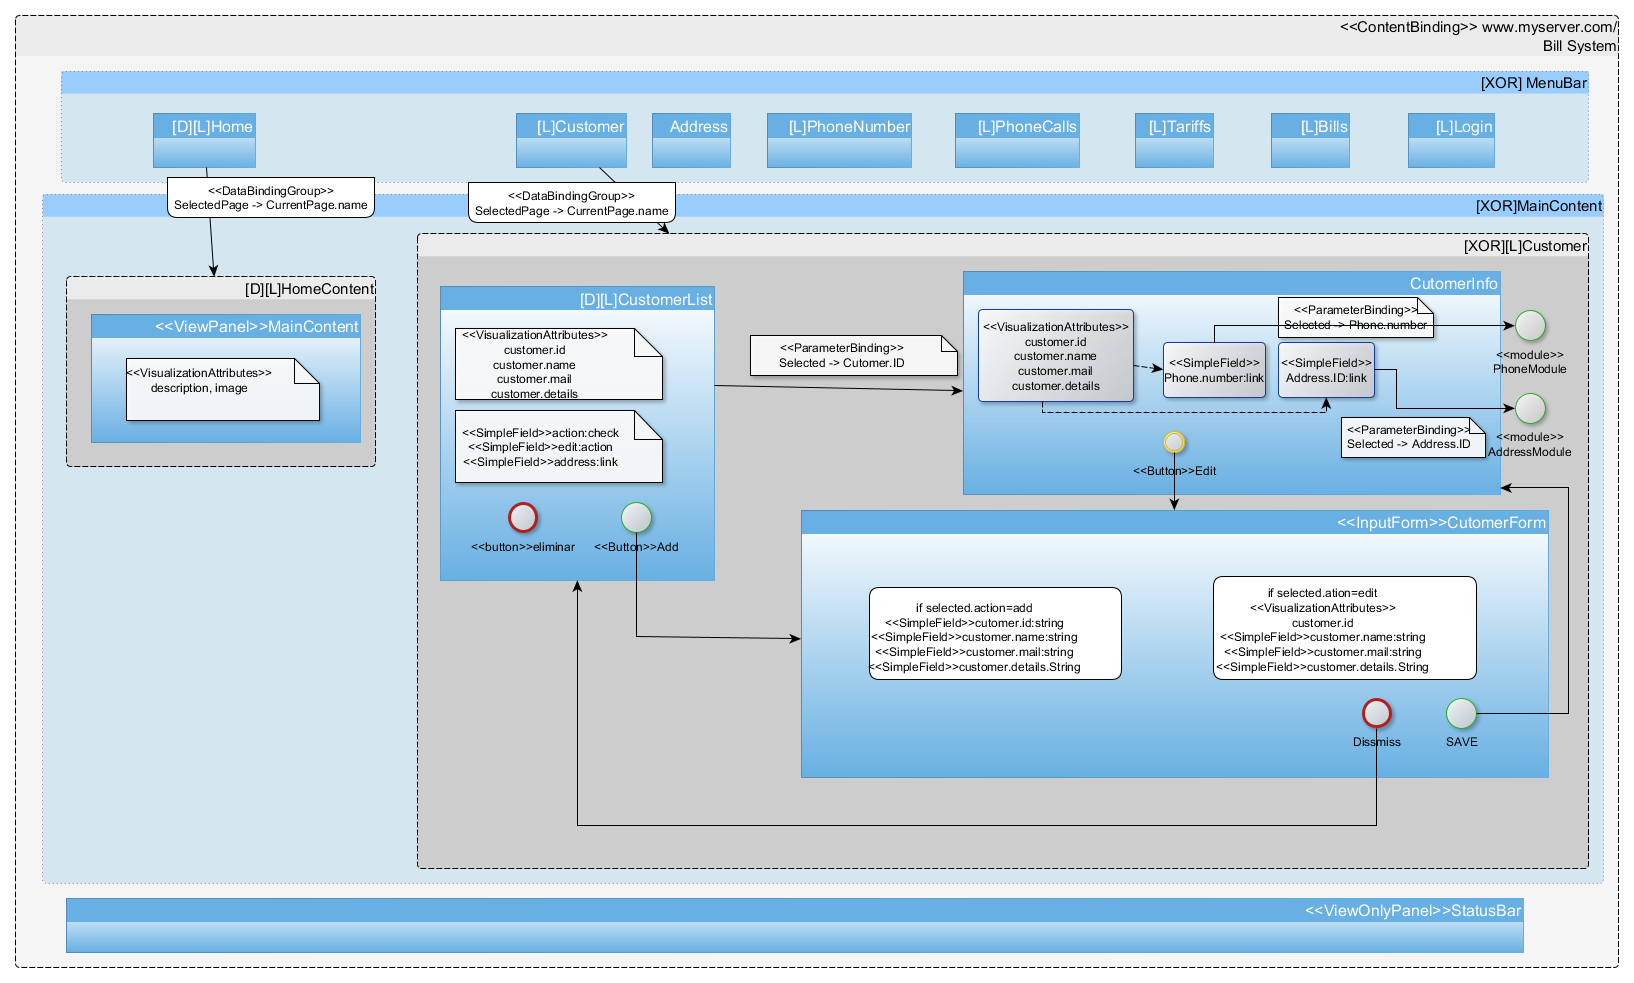 <<ContentBinding>> www.myserver.com/
Bill System
[XOR] MenuBar
[D][L]Home
[L]Customer
Address
[L]PhoneNumber
[L]PhoneCalls
[L]Tariffs
[L]Bills
[L]Login
<<DataBindingGroup>>
SelectedPage -> CurrentPage.name
<<DataBindingGroup>>
SelectedPage -> CurrentPage.name
[XOR]MainContent
[D][L]HomeContent
<<ViewPanel>>MainContent
<<VisualizationAttributes>>
description, image
[XOR][L]Customer
[D][L]CustomerList
<<VisualizationAttributes>>
customer.id
customer.name
customer.mail
customer.details
<<SimpleField>>action:check
<<SimpleField>>edit:action
<<SimpleField>>address:link
<<button>>eliminar
<<Button>>Add
<<ParameterBinding>>
Selected -> Cutomer.ID
CutomerInfo
<<VisualizationAttributes>>
customer.id
customer.name
customer.mail
customer.details
<<ParameterBinding>>
Selected -> Phone.number
<<SimpleField>>
Phone.number:link
<<SimpleField>>
Address.ID:link
<<module>>
PhoneModule
<<ParameterBinding>>
Selected -> Address.ID
<<module>>
AddressModule
<<Button>>Edit
<<InputForm>>CutomerForm
if selected.action=add
<<SimpleField>>cutomer.id:string
<<SimpleField>>customer.name:string
<<SimpleField>>customer.mail:string
<<SimpleField>>customer.details.String
if selected.ation=edit
<<VisualizationAttributes>>
customer.id
<<SimpleField>>customer.name:string
<<SimpleField>>customer.mail:string
<<SimpleField>>customer.details.String
Dissmiss
SAVE
<<ViewOnlyPanel>>StatusBar